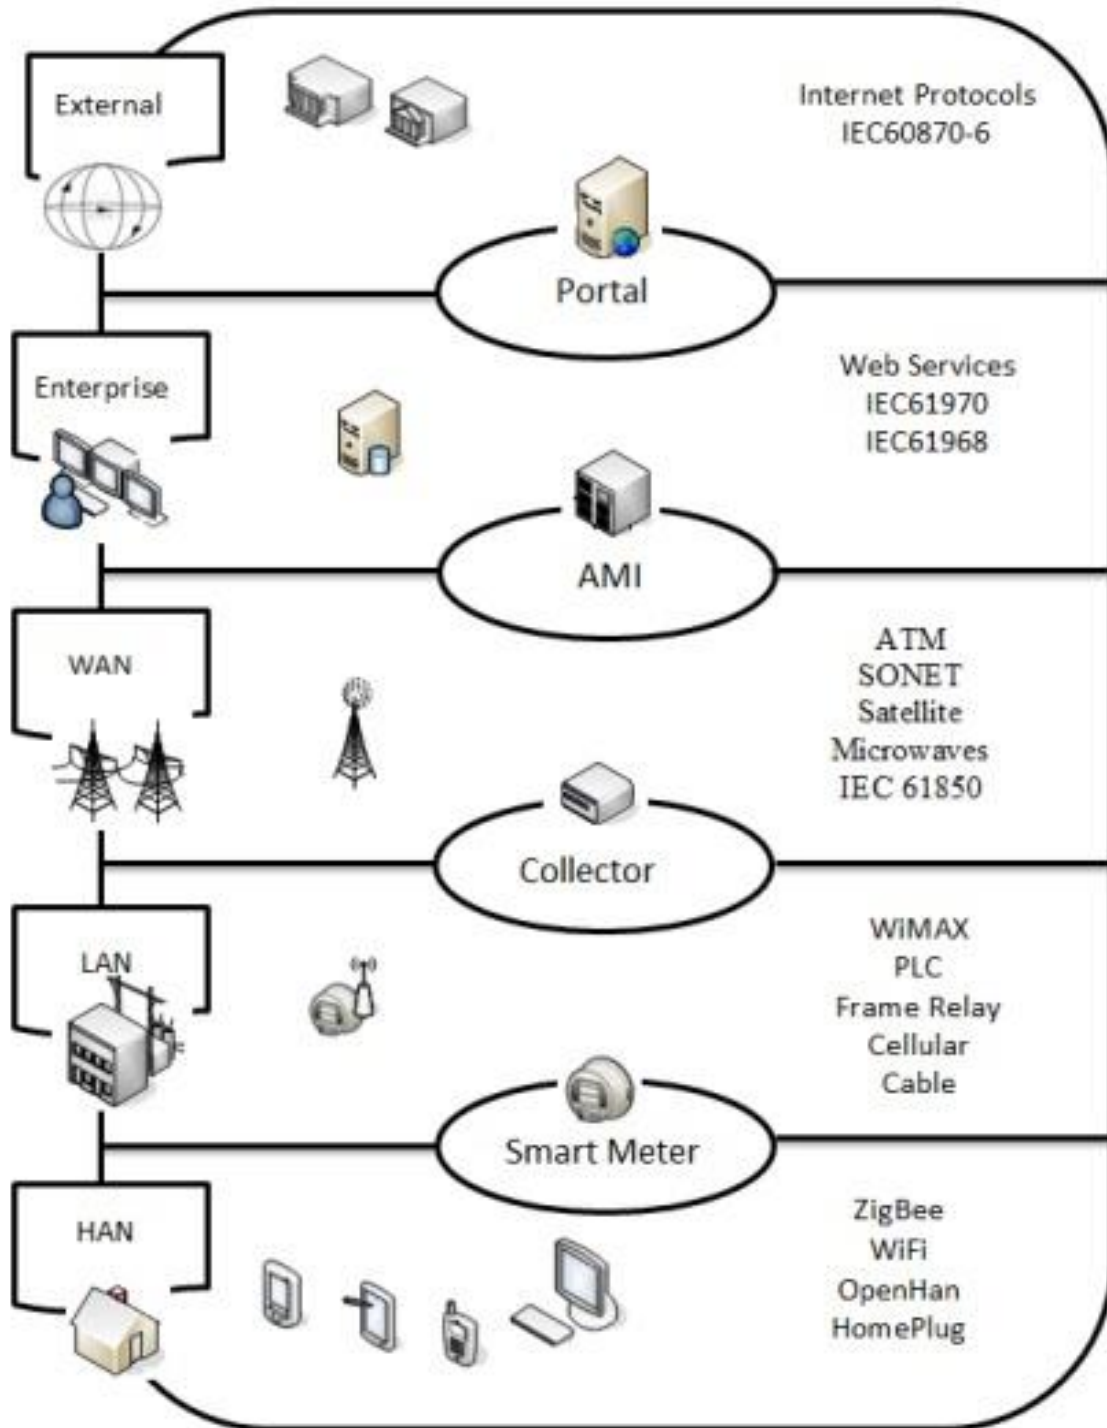 External
Internet Protocols
IEC60870-6
Portal
Enterprise
Web Services
IEC61970
IEC61968
AMI
WAN
ATM
SONET
Satellite
Microwaves
IEC 61850
Collector
LAN
WiMAX
PLC
Frame Relay
Cellular
Cable
Smart Meter
HAN
ZigBee
WiFi
OpenHan
HomePlug